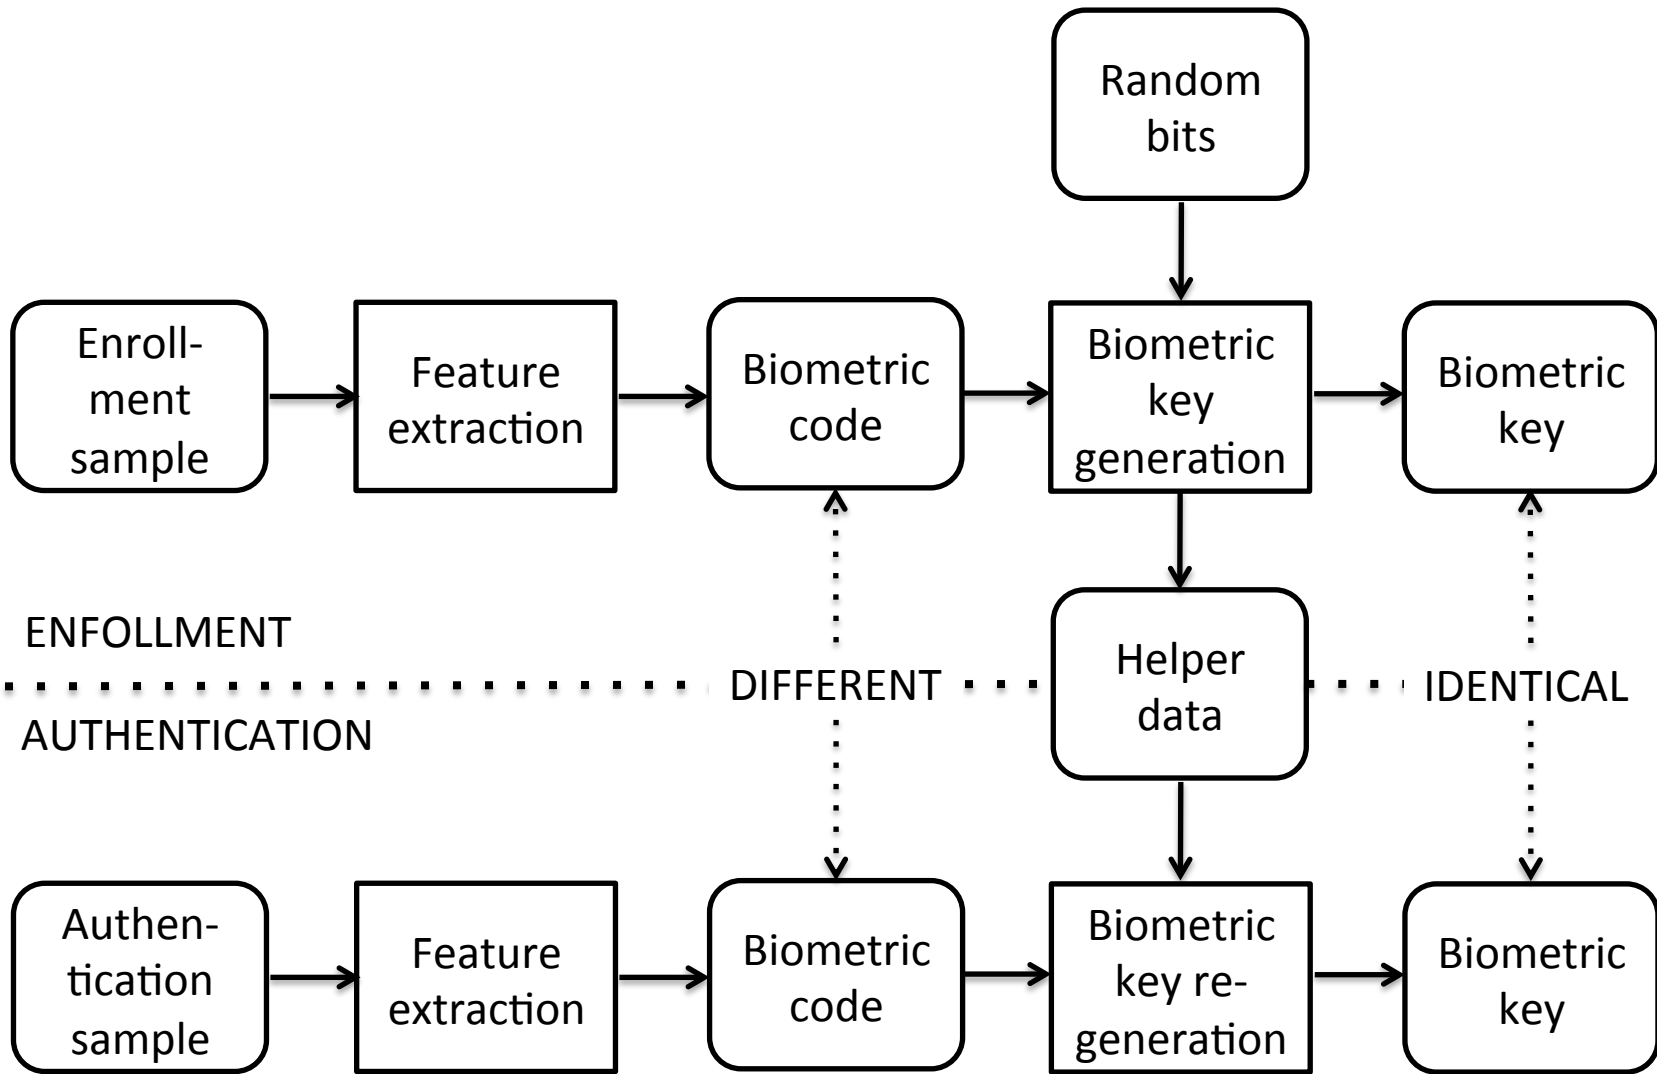 Random
bits
Enroll-
ment
sample
Feature
extraction
Biometric
code
Biometric
key
generation
Biometric
key
ENFOLLMENT
DIFFERENT
Helper
data
IDENTICAL
AUTHENTICATION
Authen-
tication
sample
Feature
extraction
Biometric
code
Biometric
key re-
generation
Biometric
key